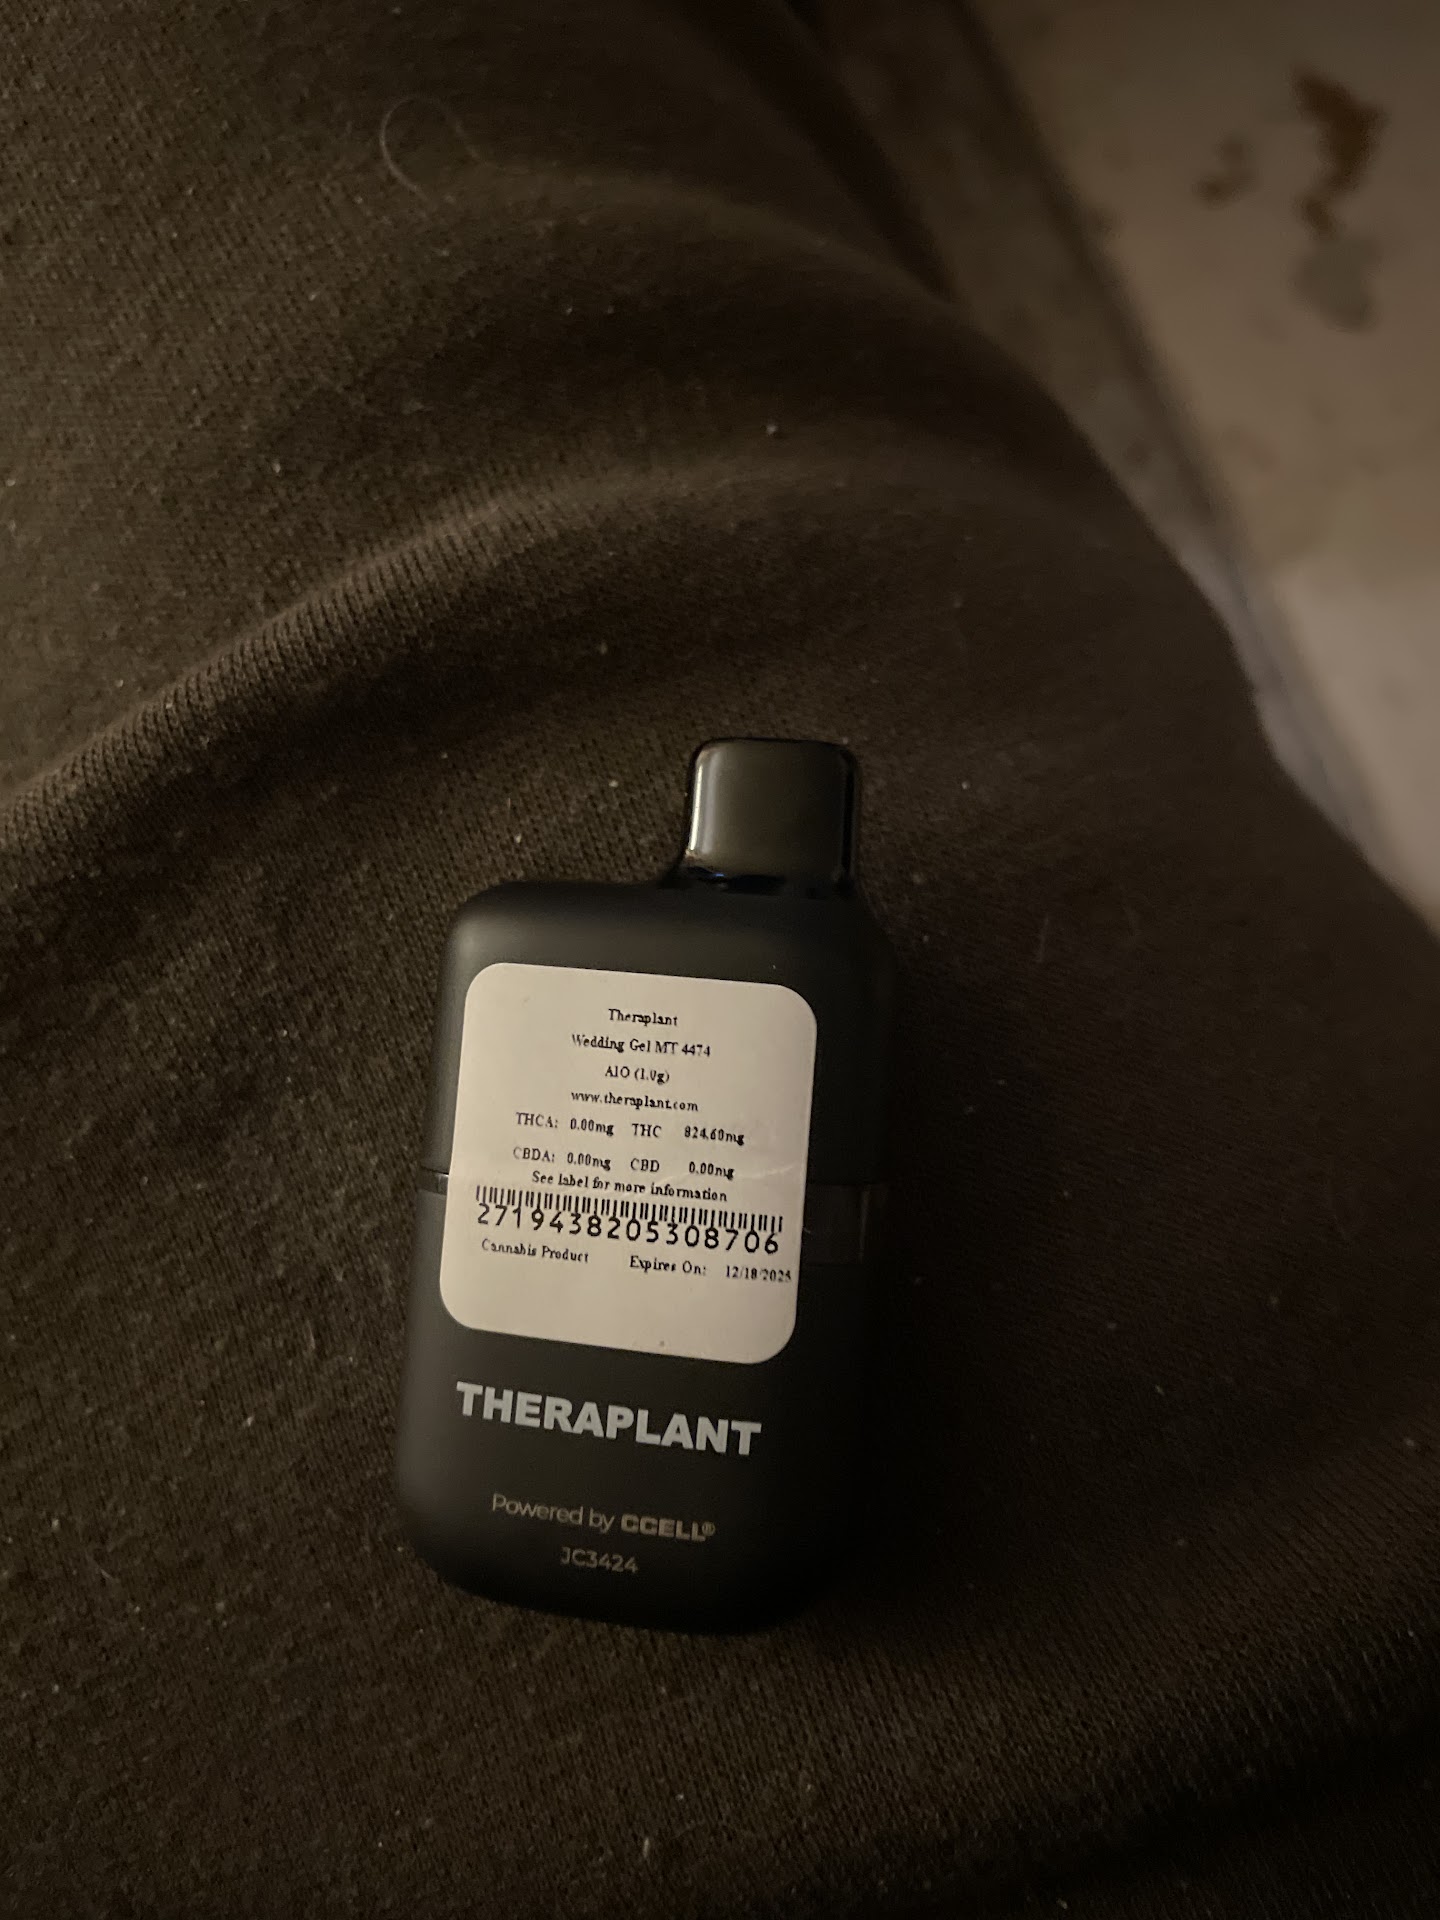 Theraplant
Wedding Gel MT 4474
AIO (1.0g)
www.theraplant.com
THCA: 0.00mg THC 824.60mg
CBDA: 0.00mg CBD 0.00mg
See label for more information
2719438205308706
Cannabis Product Expires On: 12/18/2025
THERAPLANT
Powered by CCELL®
JC3424